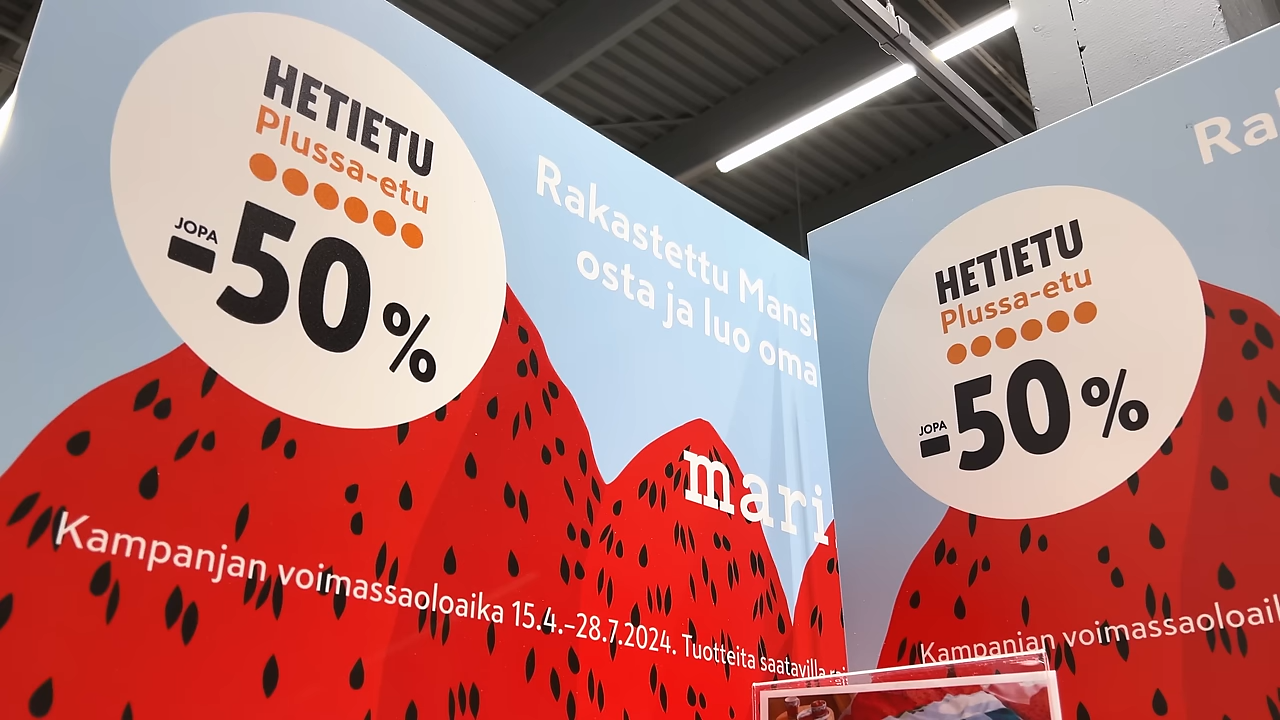 HETIETU
Plussa-etu
JOPA
-50%
Rakastettu Mansi
osta ja luo oma
mari
Kampanjan voimassaoloaika 15.4.–28.7.2024. Tuotteita saatavilla
Ra
HETIETU
Plussa-etu
JOPA
-50%
Kampanjan voimassaoloaik